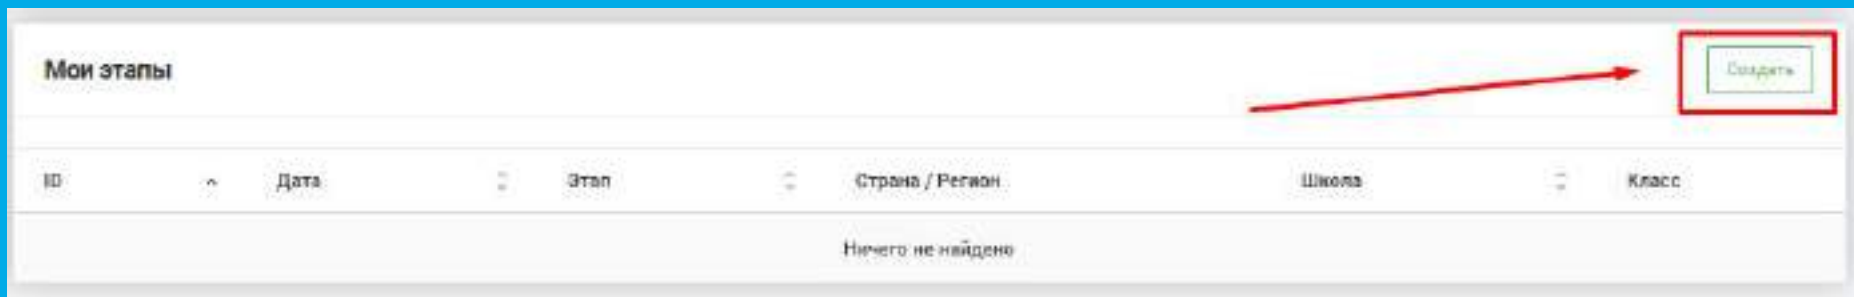 Мои этапы
Создать
ID Дата Этап Страна / Регион Школа Класс
Ничего не найдено